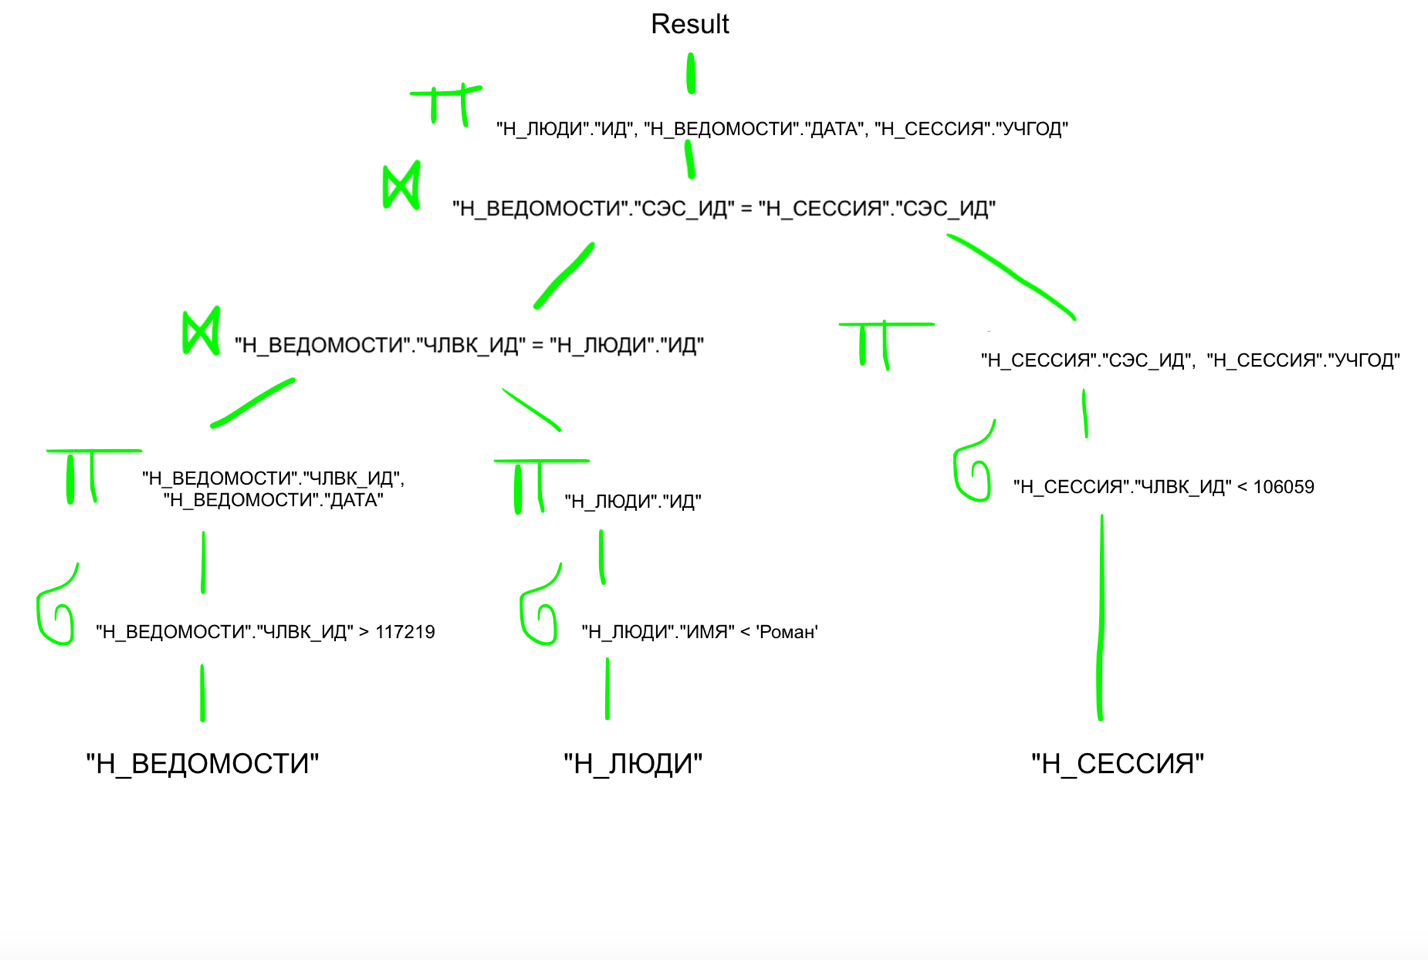 Result
π
"Н_ЛЮДИ"."ИД", "Н_ВЕДОМОСТИ"."ДАТА", "Н_СЕССИЯ"."УЧГОД"
⋈
"Н_ВЕДОМОСТИ"."СЭС_ИД" = "Н_СЕССИЯ"."СЭС_ИД"
⋈ "Н_ВЕДОМОСТИ"."ЧЛВК_ИД" = "Н_ЛЮДИ"."ИД"
π "Н_СЕССИЯ"."СЭС_ИД", "Н_СЕССИЯ"."УЧГОД"
π "Н_ВЕДОМОСТИ"."ЧЛВК_ИД",
"Н_ВЕДОМОСТИ"."ДАТА"
π "Н_ЛЮДИ"."ИД"
σ "Н_СЕССИЯ"."ЧЛВК_ИД" < 106059
σ "Н_ВЕДОМОСТИ"."ЧЛВК_ИД" > 117219
σ "Н_ЛЮДИ"."ИМЯ" < 'Роман'
"Н_ВЕДОМОСТИ"
"Н_ЛЮДИ"
"Н_СЕССИЯ"